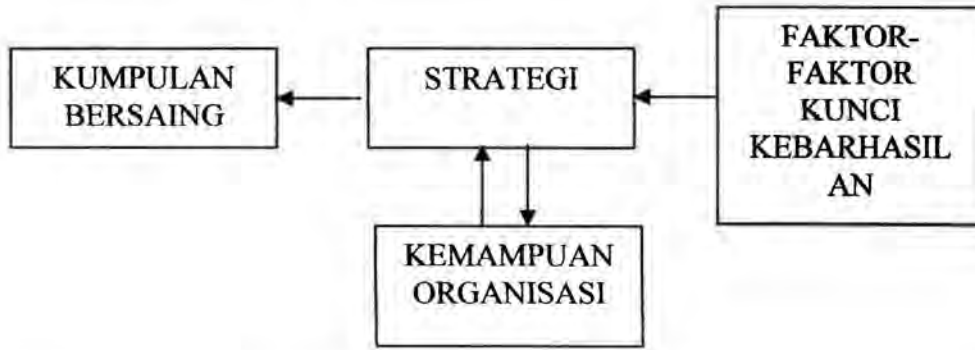 KUMPULAN
BERSAING
STRATEGI
FAKTOR-
FAKTOR
KUNCI
KEBARHASIL
AN
KEMAMPUAN
ORGANISASI